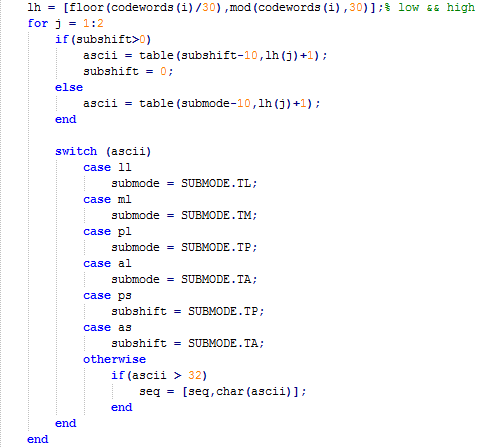 lh = [floor(codewords(i)/30),mod(codewords(i),30)];% low && high
for j = 1:2
if(subshift>0)
ascii = table(subshift-10,lh(j)+1);
subshift = 0;
else
ascii = table(submode-10,lh(j)+1);
end
switch (ascii)
case ll
submode = SUBMODE.TL;
case ml
submode = SUBMODE.TM;
case pl
submode = SUBMODE.TP;
case al
submode = SUBMODE.TA;
case ps
subshift = SUBMODE.TP;
case as
subshift = SUBMODE.TA;
otherwise
if(ascii > 32)
seq = [seq,char(ascii)];
end
end
end